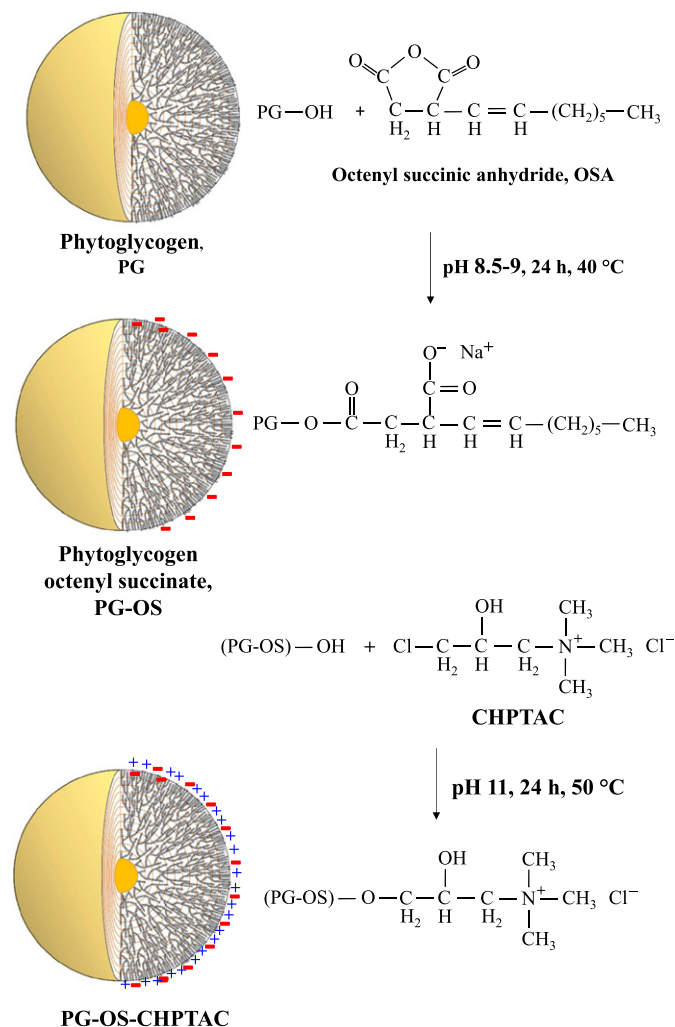 PG—OH + O O O C C C—C—C=C—(CH₂)₅—CH₃
H₂ H H H
Octenyl succinic anhydride, OSA
Phytoglycogen,
PG
pH 8.5-9, 24 h, 40 °C
O⁻ Na⁺
O C=O
PG—O—C—C—C—C=C—(CH₂)₅—CH₃
H₂ H H H
Phytoglycogen
octenyl succinate,
PG-OS
OH CH₃
(PG-OS)—OH + Cl—C—C—C—N⁺—CH₃ Cl⁻
H₂ H H₂ CH₃
CHPTAC
pH 11, 24 h, 50 °C
OH CH₃
(PG-OS)—O—C—C—C—N⁺—CH₃ Cl⁻
H₂ H H₂ CH₃
PG-OS-CHPTAC